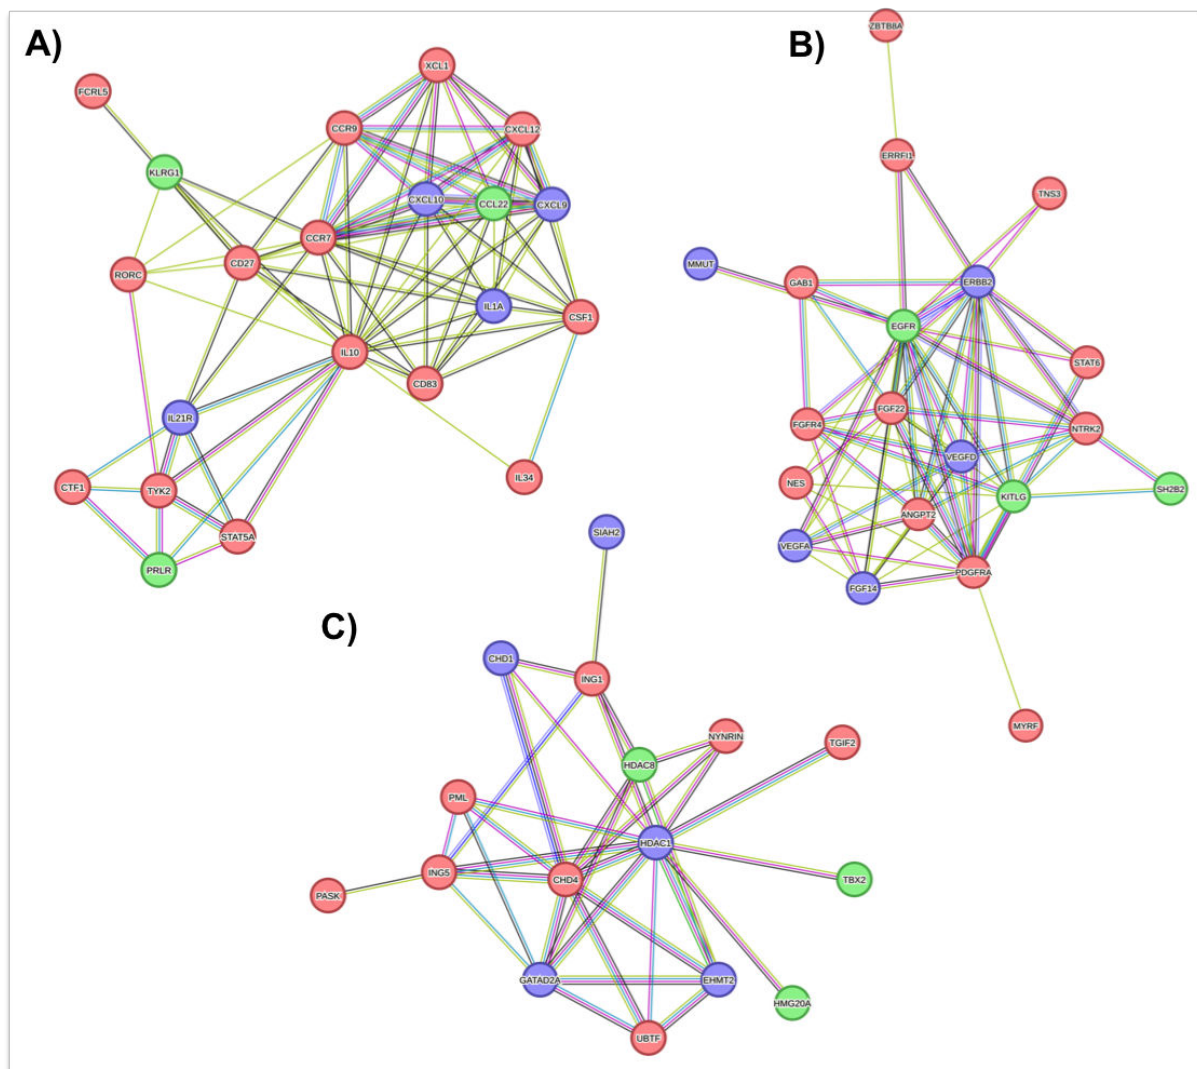 A)
XCL1
FCRL5
CCR9
CXCL12
KLRG1
CXCL10
CCL22
CXCL9
CCR7
CD27
RORC
IL1A
CSF1
IL10
CD83
IL21R
IL34
CTF1
TYK2
STAT5A
PRLR
B)
ZBTB8A
ERRFI1
TNS3
MMUT
GAB1
ERBB2
EGFR
STAT6
FGF22
FGFR4
NTRK2
VEGFD
NES
KITLG
SH2B2
ANGPT2
VEGFA
PDGFRA
FGF14
MYRF
C)
SIAH2
CHD1
ING1
NYNRIN
TGIF2
HDAC8
PML
HDAC1
ING5
CHD4
TBX2
PASK
GATAD2A
EHMT2
HMG20A
UBTF